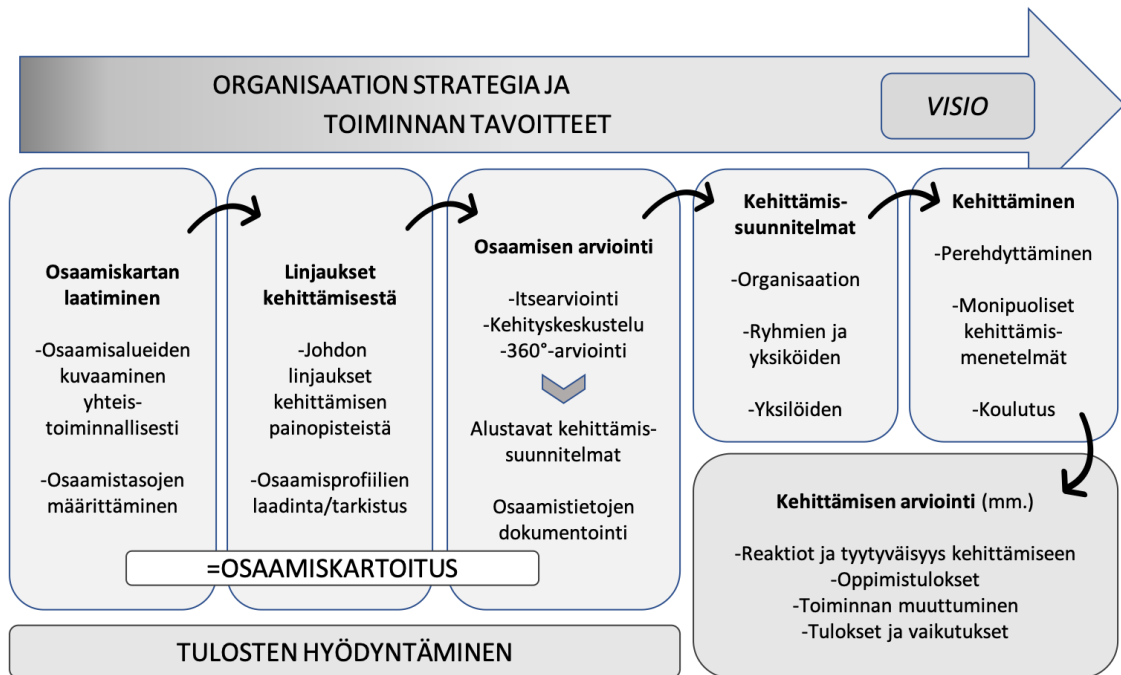 ORGANISAATION STRATEGIA JA
TOIMINNAN TAVOITTEET
VISIO
Osaamiskartan
laatiminen
-Osaamisalueiden
kuvaaminen
yhteis-
toiminnallisesti
-Osaamistasojen
määrittäminen
Linjaukset
kehittämisestä
-Johdon
linjaukset
kehittämisen
painopisteistä
-Osaamisprofiilien
laadinta/tarkistus
Osaamisen arviointi
-Itsearviointi
-Kehityskeskustelu
-360°-arviointi
Alustavat kehittämis-
suunnitelmat
Osaamistietojen
dokumentointi
=OSAAMISKARTOITUS
Kehittämis-
suunnitelmat
-Organisaation
-Ryhmien ja
yksiköiden
-Yksilöiden
Kehittäminen
-Perehdyttäminen
-Monipuoliset
kehittämis-
menetelmät
-Koulutus
Kehittämisen arviointi (mm.)
-Reaktiot ja tyytyväisyys kehittämiseen
-Oppimistulokset
-Toiminnan muuttuminen
-Tulokset ja vaikutukset
TULOSTEN HYÖDYNTÄMINEN